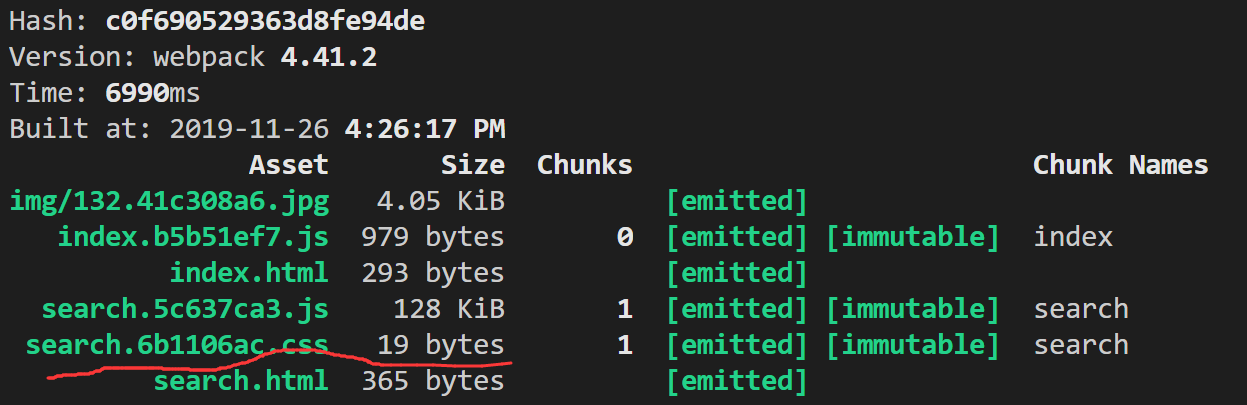 Hash: c0f690529363d8fe94de
Version: webpack 4.41.2
Time: 6990ms
Built at: 2019-11-26 4:26:17 PM
Asset Size Chunks Chunk Names
img/132.41c308a6.jpg 4.05 KiB [emitted]
index.b5b51ef7.js 979 bytes 0 [emitted] [immutable] index
index.html 293 bytes [emitted]
search.5c637ca3.js 128 KiB 1 [emitted] [immutable] search
search.6b1106ac.css 19 bytes 1 [emitted] [immutable] search
search.html 365 bytes [emitted]